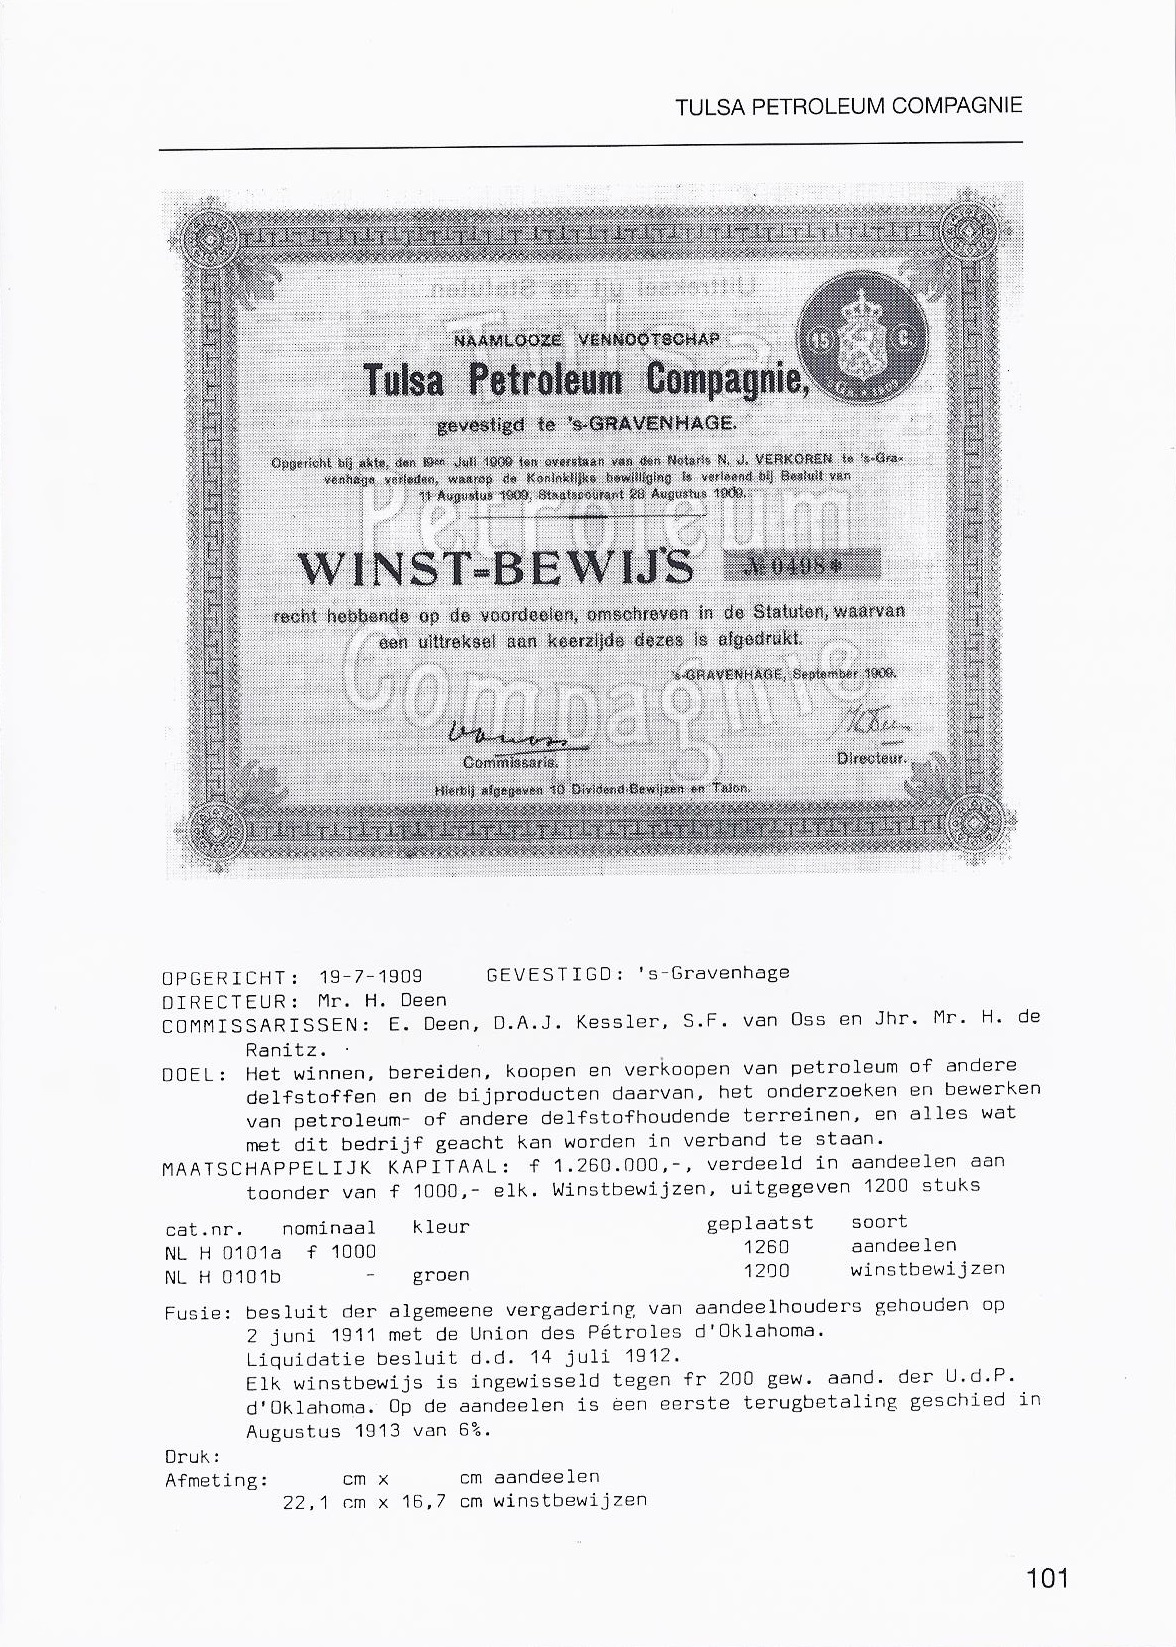 TULSA PETROLEUM COMPAGNIE
Uittreksel uit de Statuten
NAAMLOOZE VENNOOTSCHAP
15 C.
Tulsa Petroleum Compagnie,
gevestigd te 's-GRAVENHAGE.
Opgericht bij akte, den 19en Juli 1909 ten overstaan van den Notaris N. J. VERKOREN te 's-Gra-
venhage verleden, waarop de Koninklijke bewilliging is verleend bij Besluit van
11 Augustus 1909, Staatscourant 28 Augustus 1909.
Petroleum
WINST-BEWIJS № 0498*
recht hebbende op de voordeelen, omschreven in de Statuten, waarvan
een uittreksel aan keerzijde dezes is afgedrukt.
Compagnie
's-GRAVENHAGE, September 1909.
Commissaris.
Directeur.
Hierbij afgegeven 10 Dividend-Bewijzen en Talon.
OPGERICHT: 19-7-1909 GEVESTIGD: 's-Gravenhage
DIRECTEUR: Mr. H. Deen
COMMISSARISSEN: E. Deen, D.A.J. Kessler, S.F. van Oss en Jhr. Mr. H. de
Ranitz.
DOEL: Het winnen, bereiden, koopen en verkoopen van petroleum of andere
delfstoffen en de bijproducten daarvan, het onderzoeken en bewerken
van petroleum- of andere delfstofhoudende terreinen, en alles wat
met dit bedrijf geacht kan worden in verband te staan.
MAATSCHAPPELIJK KAPITAAL: f 1.260.000,-, verdeeld in aandeelen aan
toonder van f 1000,- elk. Winstbewijzen, uitgegeven 1200 stuks
cat.nr. nominaal kleur geplaatst soort
NL H 0101a f 1000 1260 aandeelen
NL H 0101b - groen 1200 winstbewijzen
Fusie: besluit der algemeene vergadering van aandeelhouders gehouden op
2 juni 1911 met de Union des Pétroles d'Oklahoma.
Liquidatie besluit d.d. 14 juli 1912.
Elk winstbewijs is ingewisseld tegen fr 200 gew. aand. der U.d.P.
d'Oklahoma. Op de aandeelen is een eerste terugbetaling geschied in
Augustus 1913 van 6%.
Druk:
Afmeting: cm x cm aandeelen
22,1 cm x 16,7 cm winstbewijzen
101